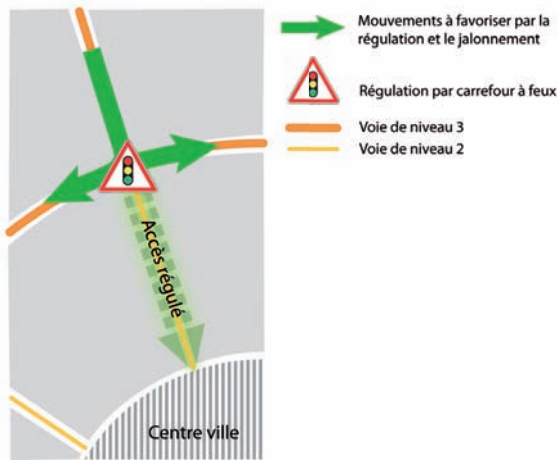 Mouvements à favoriser par la
régulation et le jalonnement
Régulation par carrefour à feux
Voie de niveau 3
Voie de niveau 2
Accès régulé
Centre ville